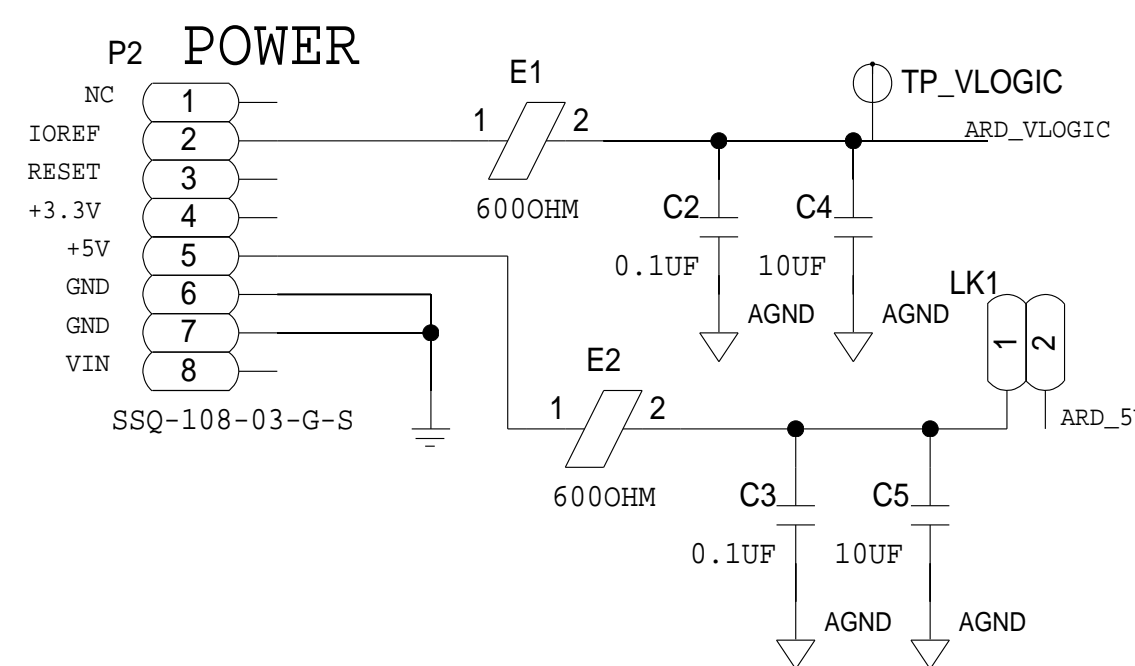 P2 POWER
NC 1
IOREF 2
RESET 3
+3.3V 4
+5V 5
GND 6
GND 7
VIN 8
SSQ-108-03-G-S
E1
1 2
600OHM
TP_VLOGIC
ARD_VLOGIC
C2
0.1UF
AGND
C4
10UF
AGND
LK1
1 2
ARD_5
E2
1 2
600OHM
C3
0.1UF
AGND
C5
10UF
AGND